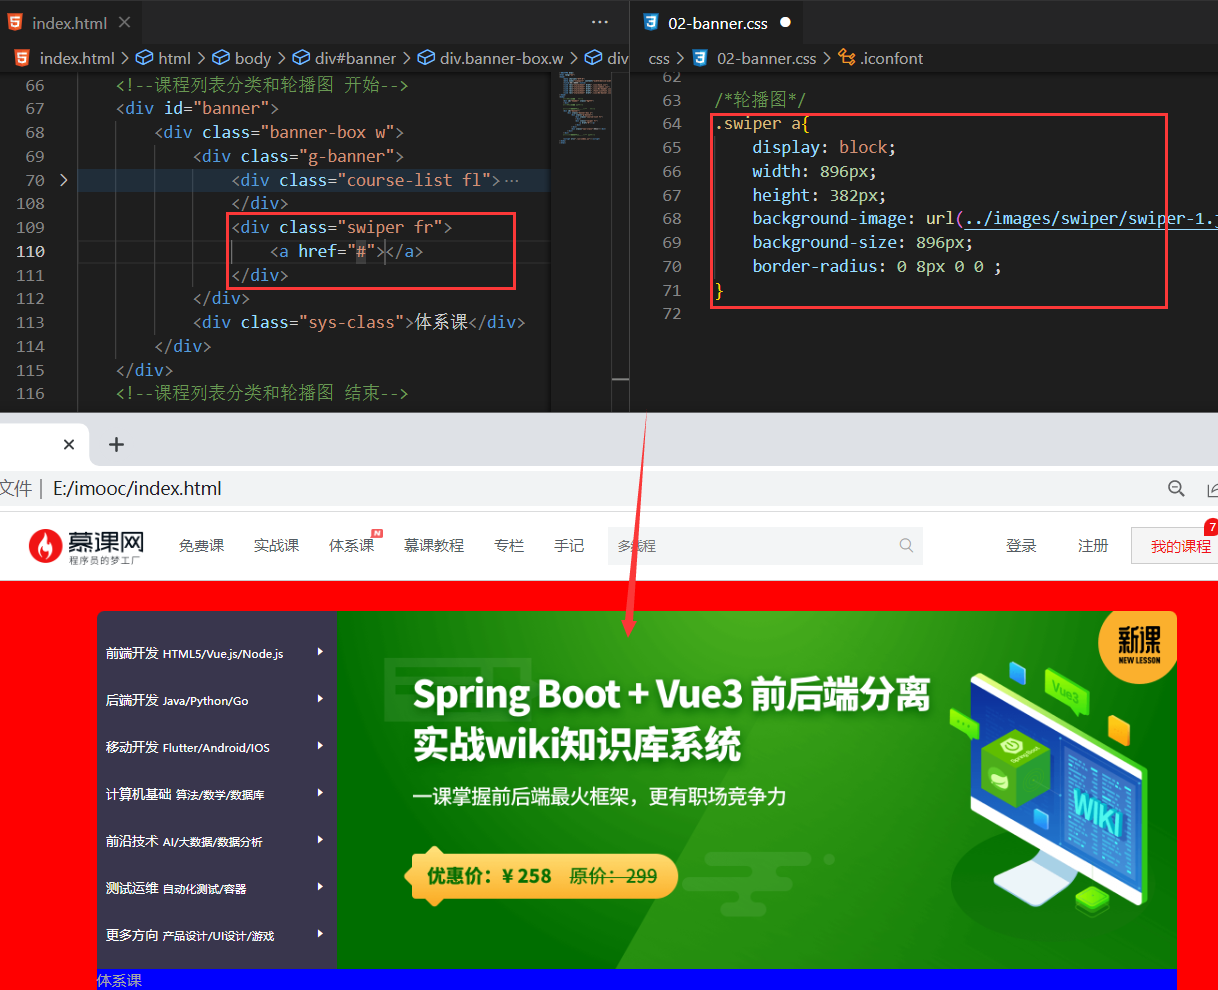 index.html
02-banner.css
index.html > html > body > div#banner > div.banner-box.w > div
css > 02-banner.css > .iconfont
66 <!--课程列表分类和轮播图 开始-->
67 <div id="banner">
68 <div class="banner-box w">
69 <div class="g-banner">
70 <div class="course-list fl">…
108 </div>
109 <div class="swiper fr">
110 <a href="#"></a>
111 </div>
112 </div>
113 <div class="sys-class">体系课</div>
114 </div>
115 </div>
116 <!--课程列表分类和轮播图 结束-->
62
63 /*轮播图*/
64 .swiper a{
65 display: block;
66 width: 896px;
67 height: 382px;
68 background-image: url(../images/swiper/swiper-1.j
69 background-size: 896px;
70 border-radius: 0 8px 0 0 ;
71 }
72
文件 | E:/imooc/index.html
慕课网
程序员的梦工厂
免费课
实战课
体系课
N
慕课教程
专栏
手记
多线程
登录
注册
我的课程
7
前端开发 HTML5/Vue.js/Node.js
后端开发 Java/Python/Go
移动开发 Flutter/Android/IOS
计算机基础 算法/数学/数据库
前沿技术 AI/大数据/数据分析
测试运维 自动化测试/容器
更多方向 产品设计/UI设计/游戏
Spring Boot + Vue3 前后端分离
实战wiki知识库系统
一课掌握前后端最火框架，更有职场竞争力
优惠价：￥258 原价：299
新课
NEW LESSON
Vue3
Spring Boot
WIKI
体系课